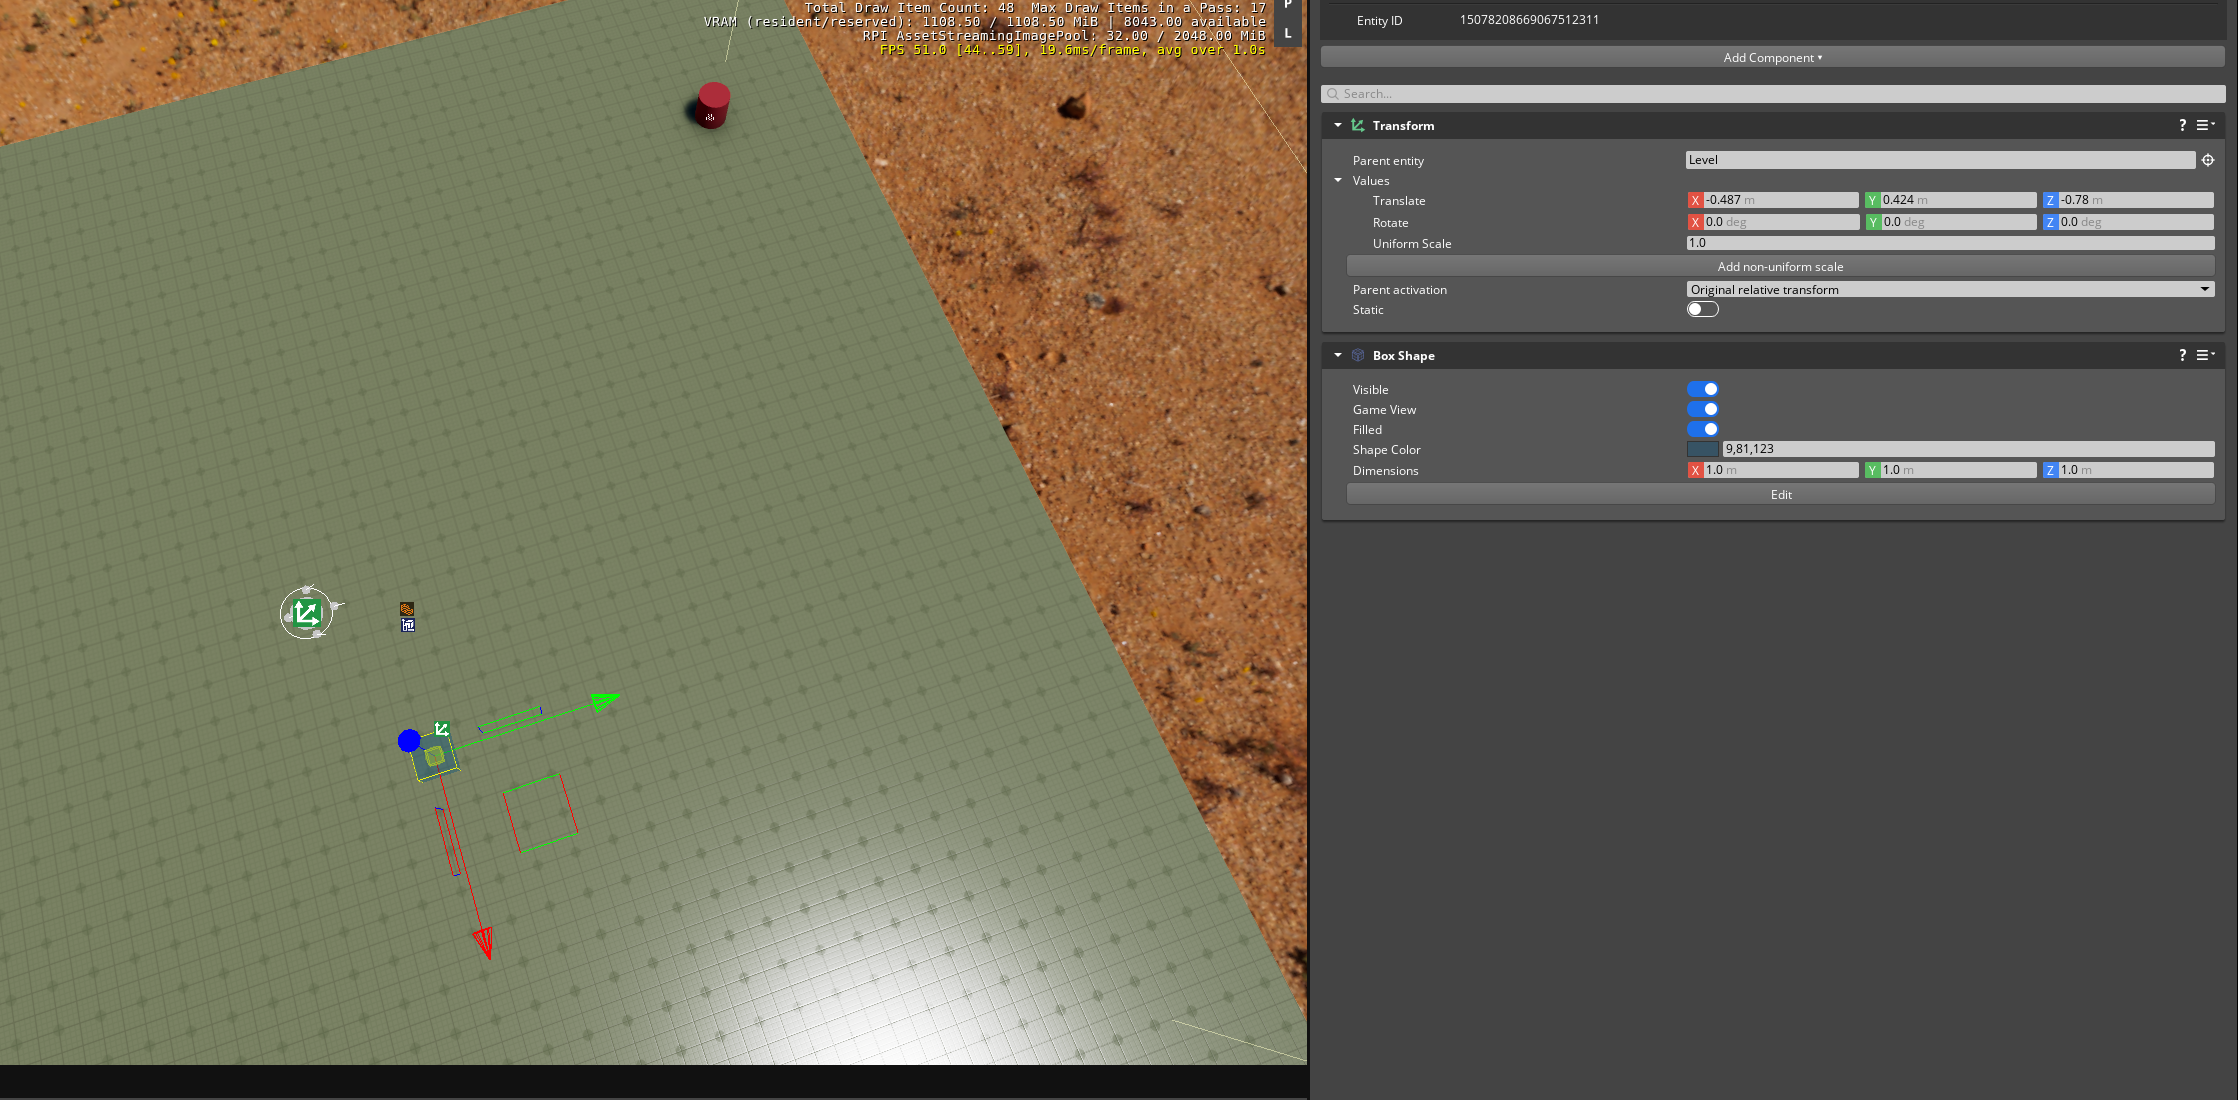 Total Draw Item Count: 48 Max Draw Items in a Pass: 17
VRAM (resident/reserved): 1108.50 / 1108.50 MiB | 8043.00 available
RPI AssetStreamingImagePool: 32.00 / 2048.00 MiB
FPS 51.0 [44..59], 19.6ms/frame, avg over 1.0s
P
L
Entity ID 15078208669067512311
Add Component
Search...
Transform ?
Parent entity Level
Values
Translate X -0.487 m Y 0.424 m Z -0.78 m
Rotate X 0.0 deg Y 0.0 deg Z 0.0 deg
Uniform Scale 1.0
Add non-uniform scale
Parent activation Original relative transform
Static
Box Shape ?
Visible
Game View
Filled
Shape Color 9,81,123
Dimensions X 1.0 m Y 1.0 m Z 1.0 m
Edit